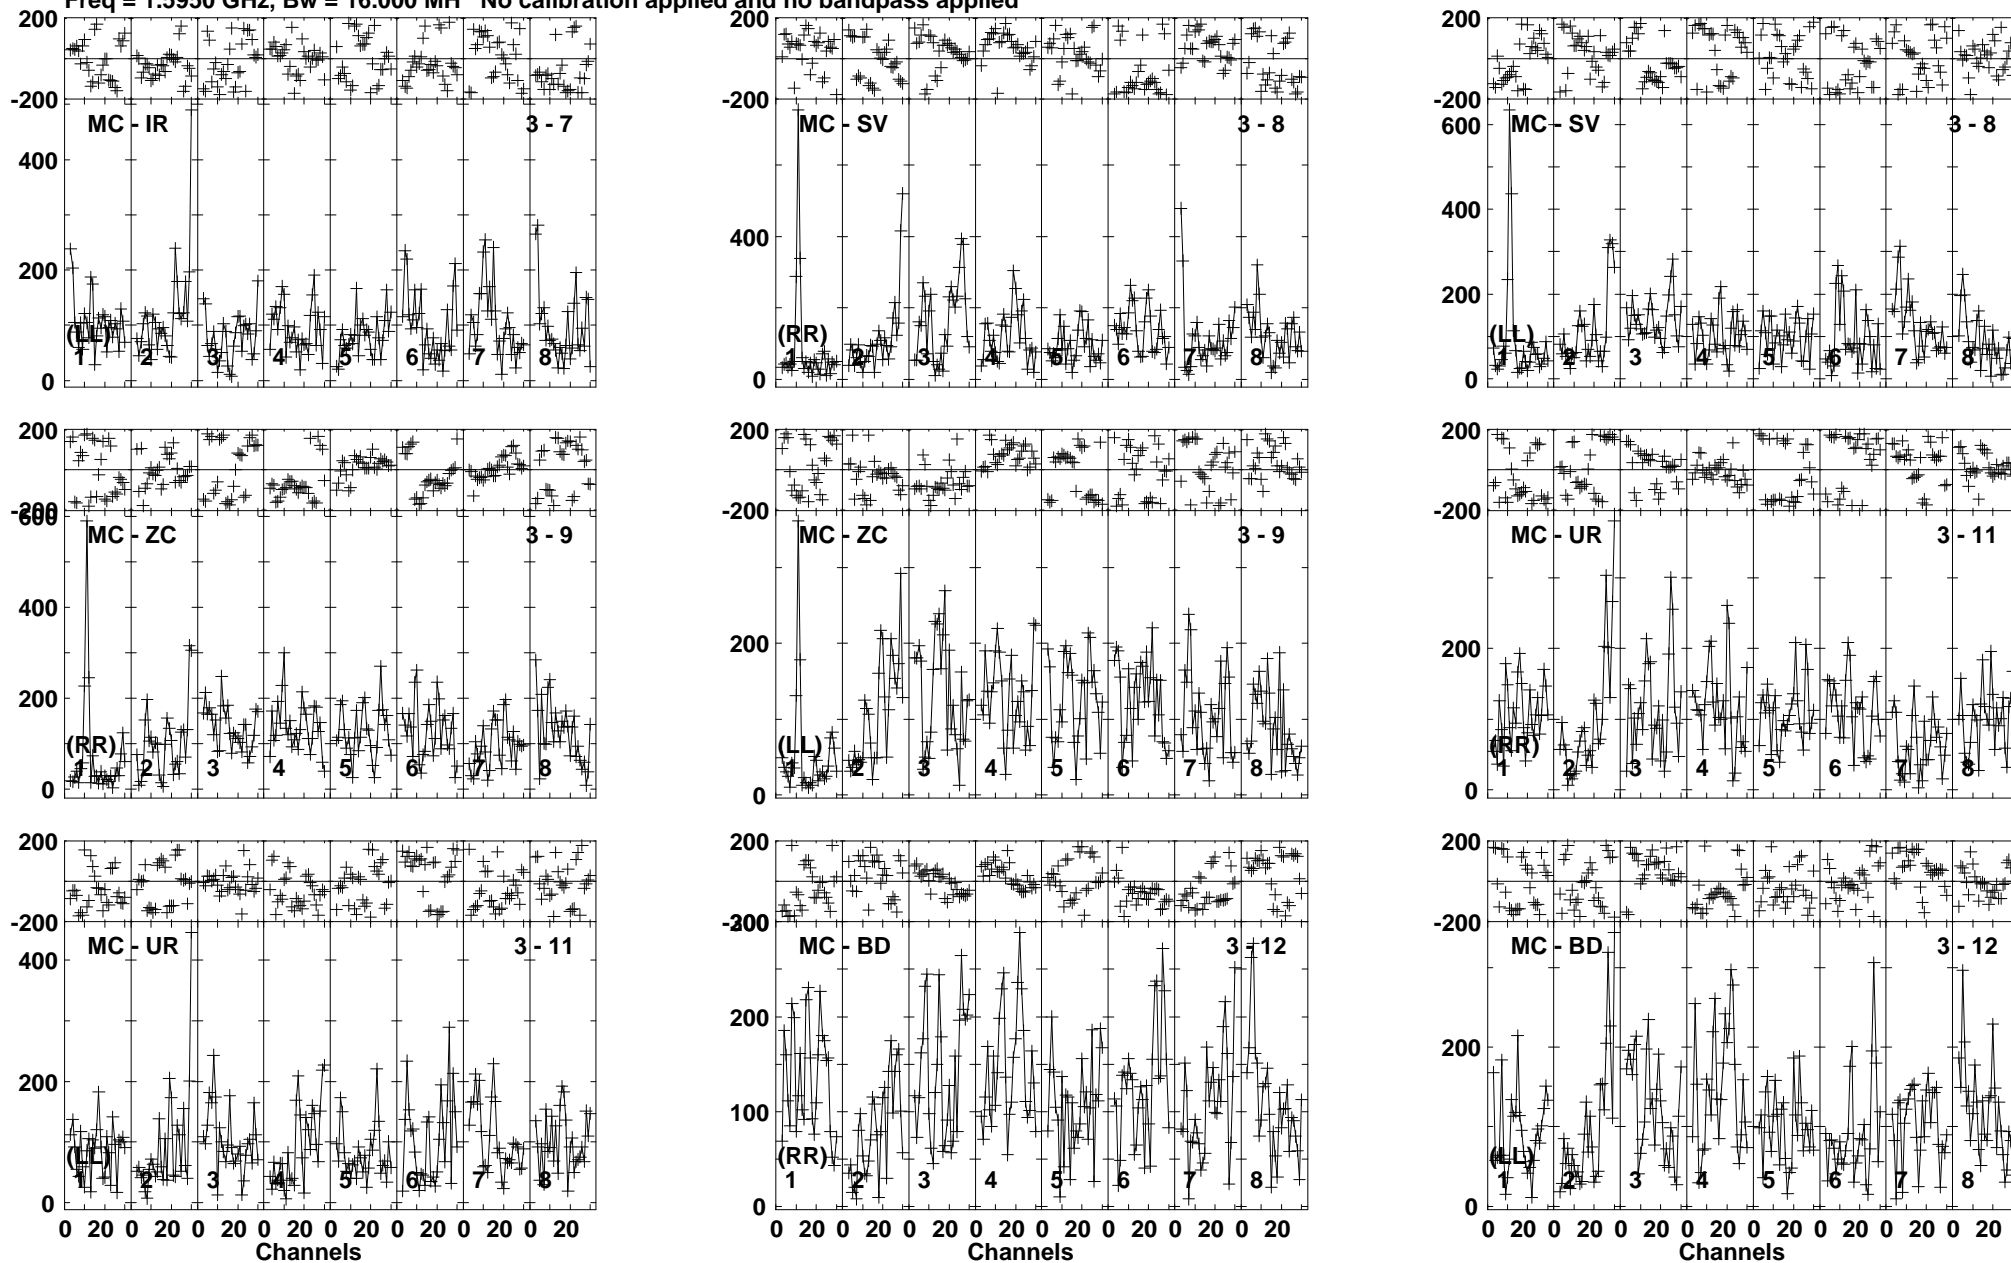 Freq = 1.5950 GHz, Bw = 16.000 MH No calibration applied and no bandpass applied
200 200 200
-200 -200 -200
MC - IR 3 - 7 MC - SV 3 - 8 MC - SV 3 - 8
600
400 400 400
200 200
(LL) (RR) (LL)
1 2 3 4 5 6 7 8 1 2 3 4 5 6 7 8 1 2 3 4 5 6 7 8
0 0 0
200 200 200
-200 -200 -200
600
MC - ZC 3 - 9 MC - ZC 3 - 9 MC - UR 3 - 11
400
200 200 200
(RR) (LL) (RR)
1 2 3 4 5 6 7 8 1 2 3 4 5 6 7 8 1 2 3 4 5 6 7 8
0 0 0
200 200 200
-200 -200 -200
300
MC - UR 3 - 11 MC - BD 3 - 12 MC - BD 3 - 12
400
200 200 200
100
(LL) (RR) (LL)
1 2 3 4 5 6 7 8 1 2 3 4 5 6 7 8 1 2 3 4 5 6 7 8
0 0 0
0 20 0 20 0 20 0 20 0 20 0 20 0 20 0 20 0 20 0 20 0 20 0 20 0 20 0 20 0 20 0 20 0 20 0 20 0 20 0 20 0 20 0 20 0 20 0 20
Channels Channels Channels